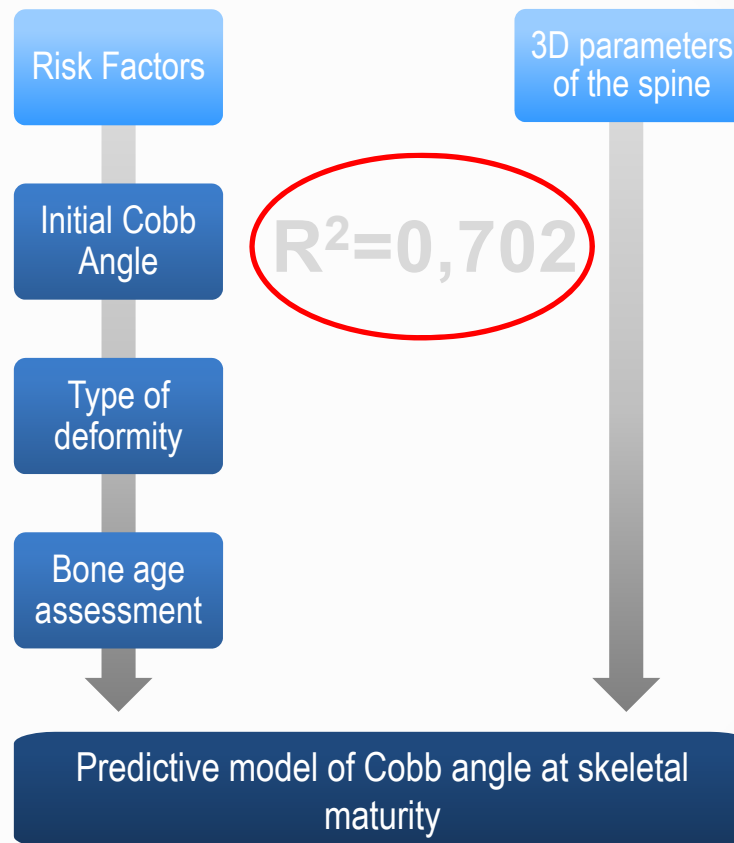 Risk Factors
3D parameters
of the spine
Initial Cobb
Angle
R²=0,702
Type of
deformity
Bone age
assessment
Predictive model of Cobb angle at skeletal
maturity